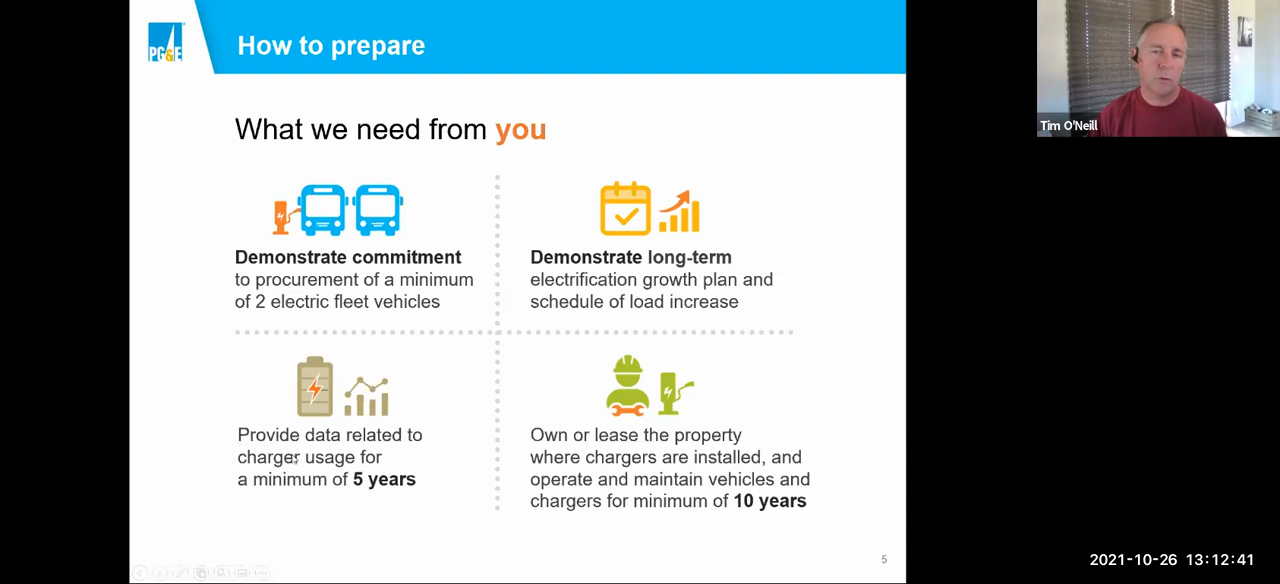 PG&E
How to prepare
What we need from you
Demonstrate commitment
to procurement of a minimum
of 2 electric fleet vehicles
Demonstrate long-term
electrification growth plan and
schedule of load increase
Provide data related to
charger usage for
a minimum of 5 years
Own or lease the property
where chargers are installed, and
operate and maintain vehicles and
chargers for minimum of 10 years
5
Tim O'Neill
2021-10-26 13:12:41